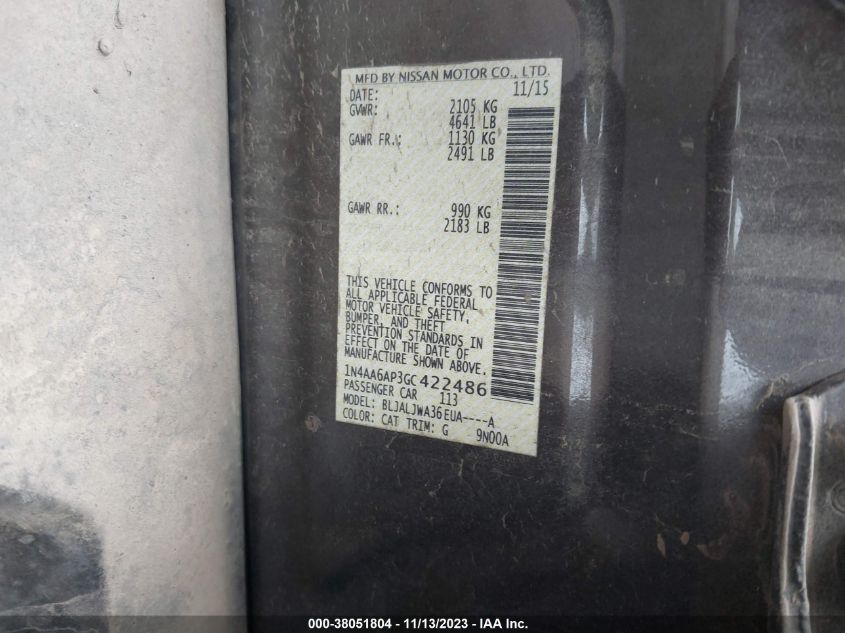 MFD BY NISSAN MOTOR CO., LTD.
DATE: 11/15
GVWR: 2105 KG
4641 LB
GAWR FR.: 1130 KG
2491 LB
GAWR RR.: 990 KG
2183 LB
THIS VEHICLE CONFORMS TO
ALL APPLICABLE FEDERAL
MOTOR VEHICLE SAFETY,
BUMPER, AND THEFT
PREVENTION STANDARDS IN
EFFECT ON THE DATE OF
MANUFACTURE SHOWN ABOVE.
1N4AA6AP3GC422486
PASSENGER CAR 113
MODEL: BLJALJWA36EUA----A
COLOR: CAT TRIM: G 9N00A
000-38051804 - 11/13/2023 - IAA Inc.